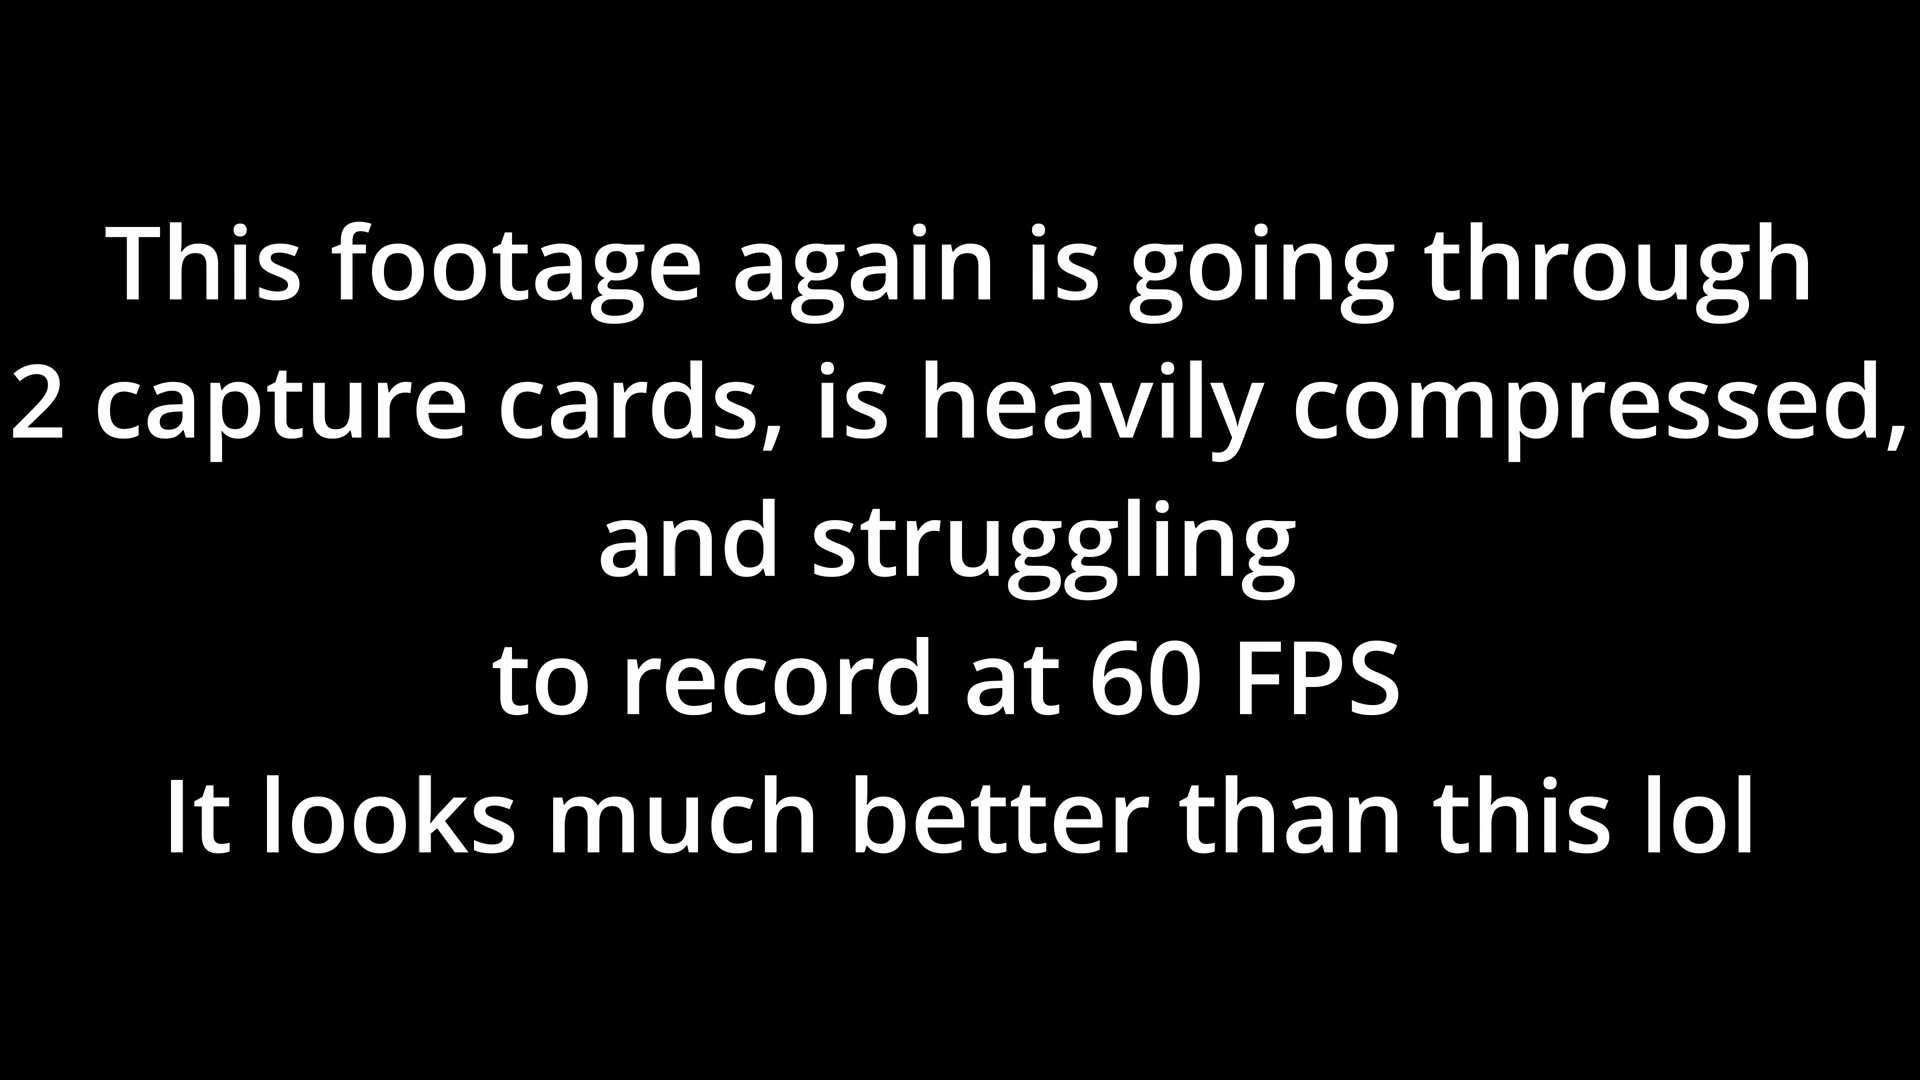 This footage again is going through
2 capture cards, is heavily compressed,
and struggling
to record at 60 FPS
It looks much better than this lol